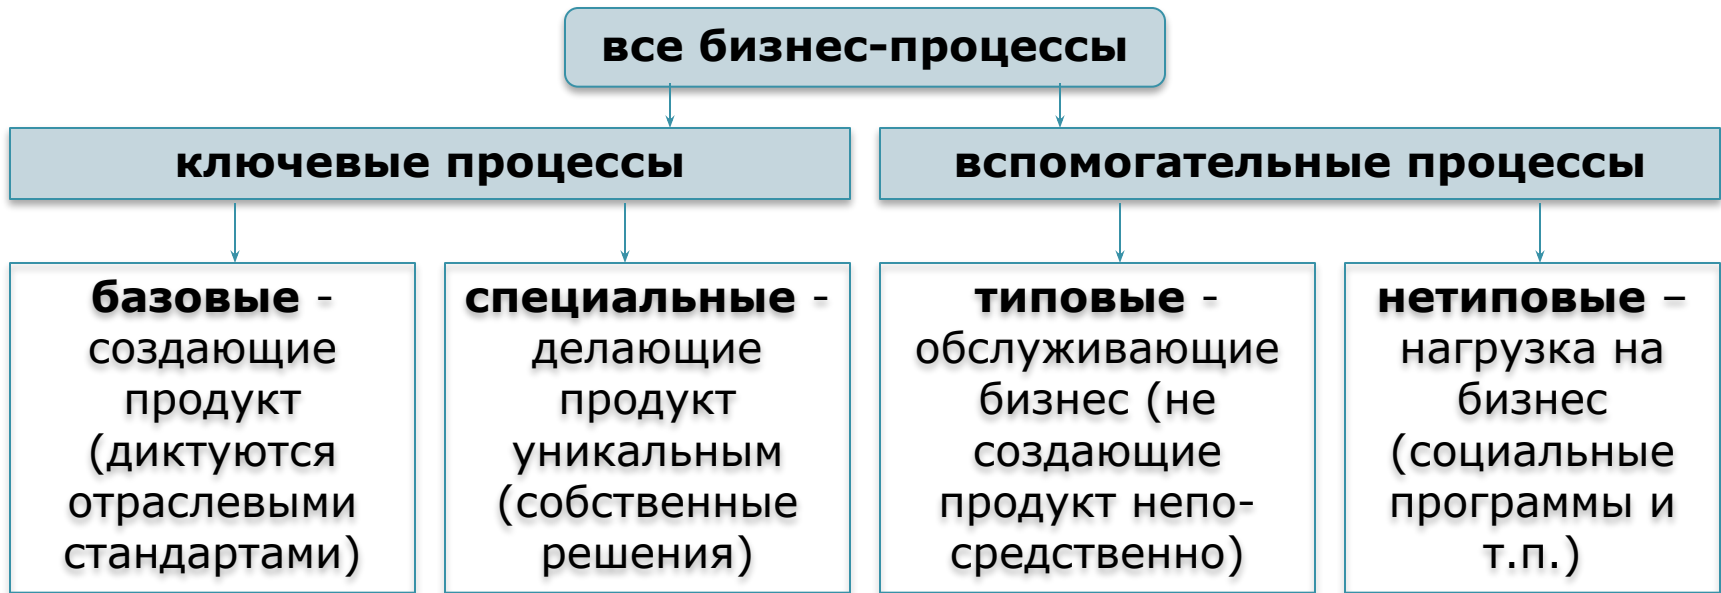 все бизнес-процессы
ключевые процессы
вспомогательные процессы
базовые -
создающие
продукт
(диктуются
отраслевыми
стандартами)
специальные -
делающие
продукт
уникальным
(собственные
решения)
типовые -
обслуживающие
бизнес (не
создающие
продукт непо-
средственно)
нетиповые –
нагрузка на
бизнес
(социальные
программы и
т.п.)